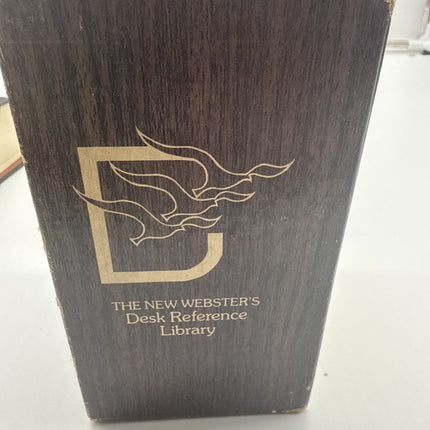 THE NEW WEBSTER'S
Desk Reference
Library